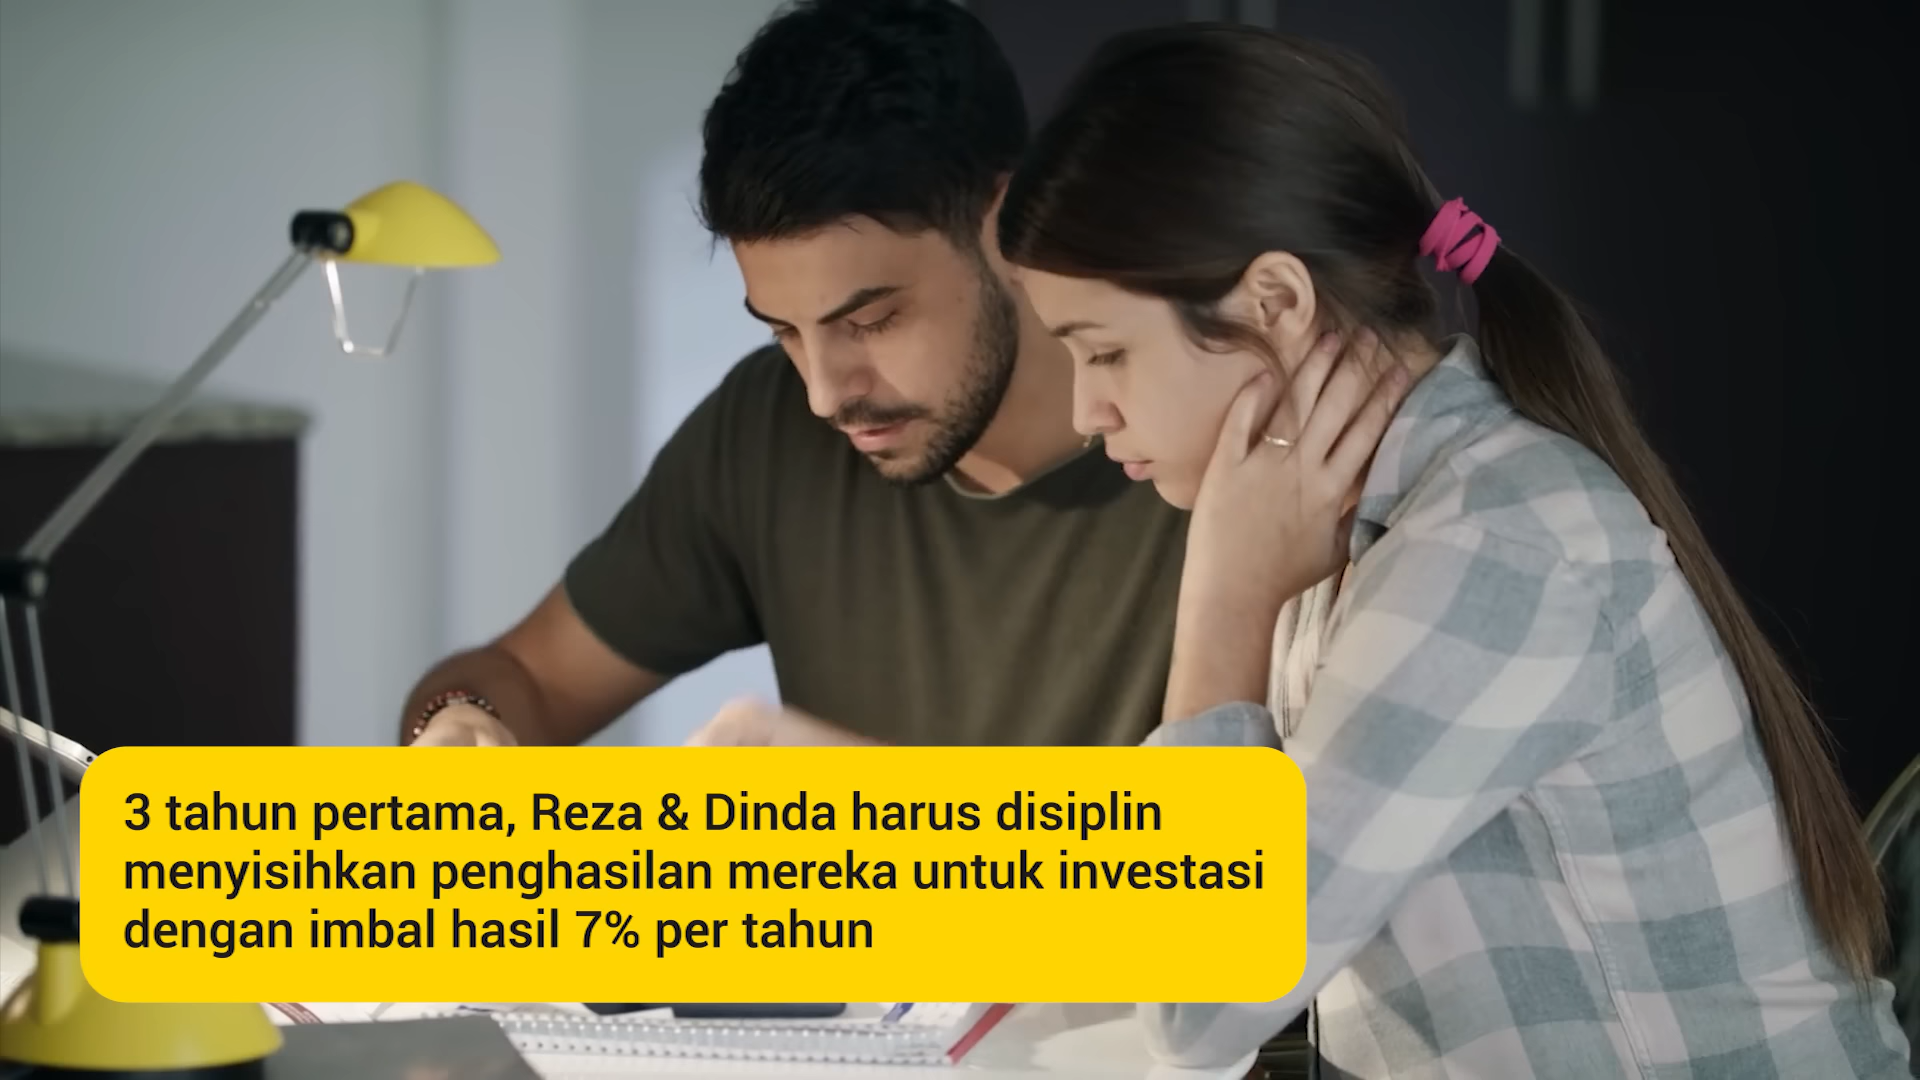 3 tahun pertama, Reza & Dinda harus disiplin
menyisihkan penghasilan mereka untuk investasi
dengan imbal hasil 7% per tahun